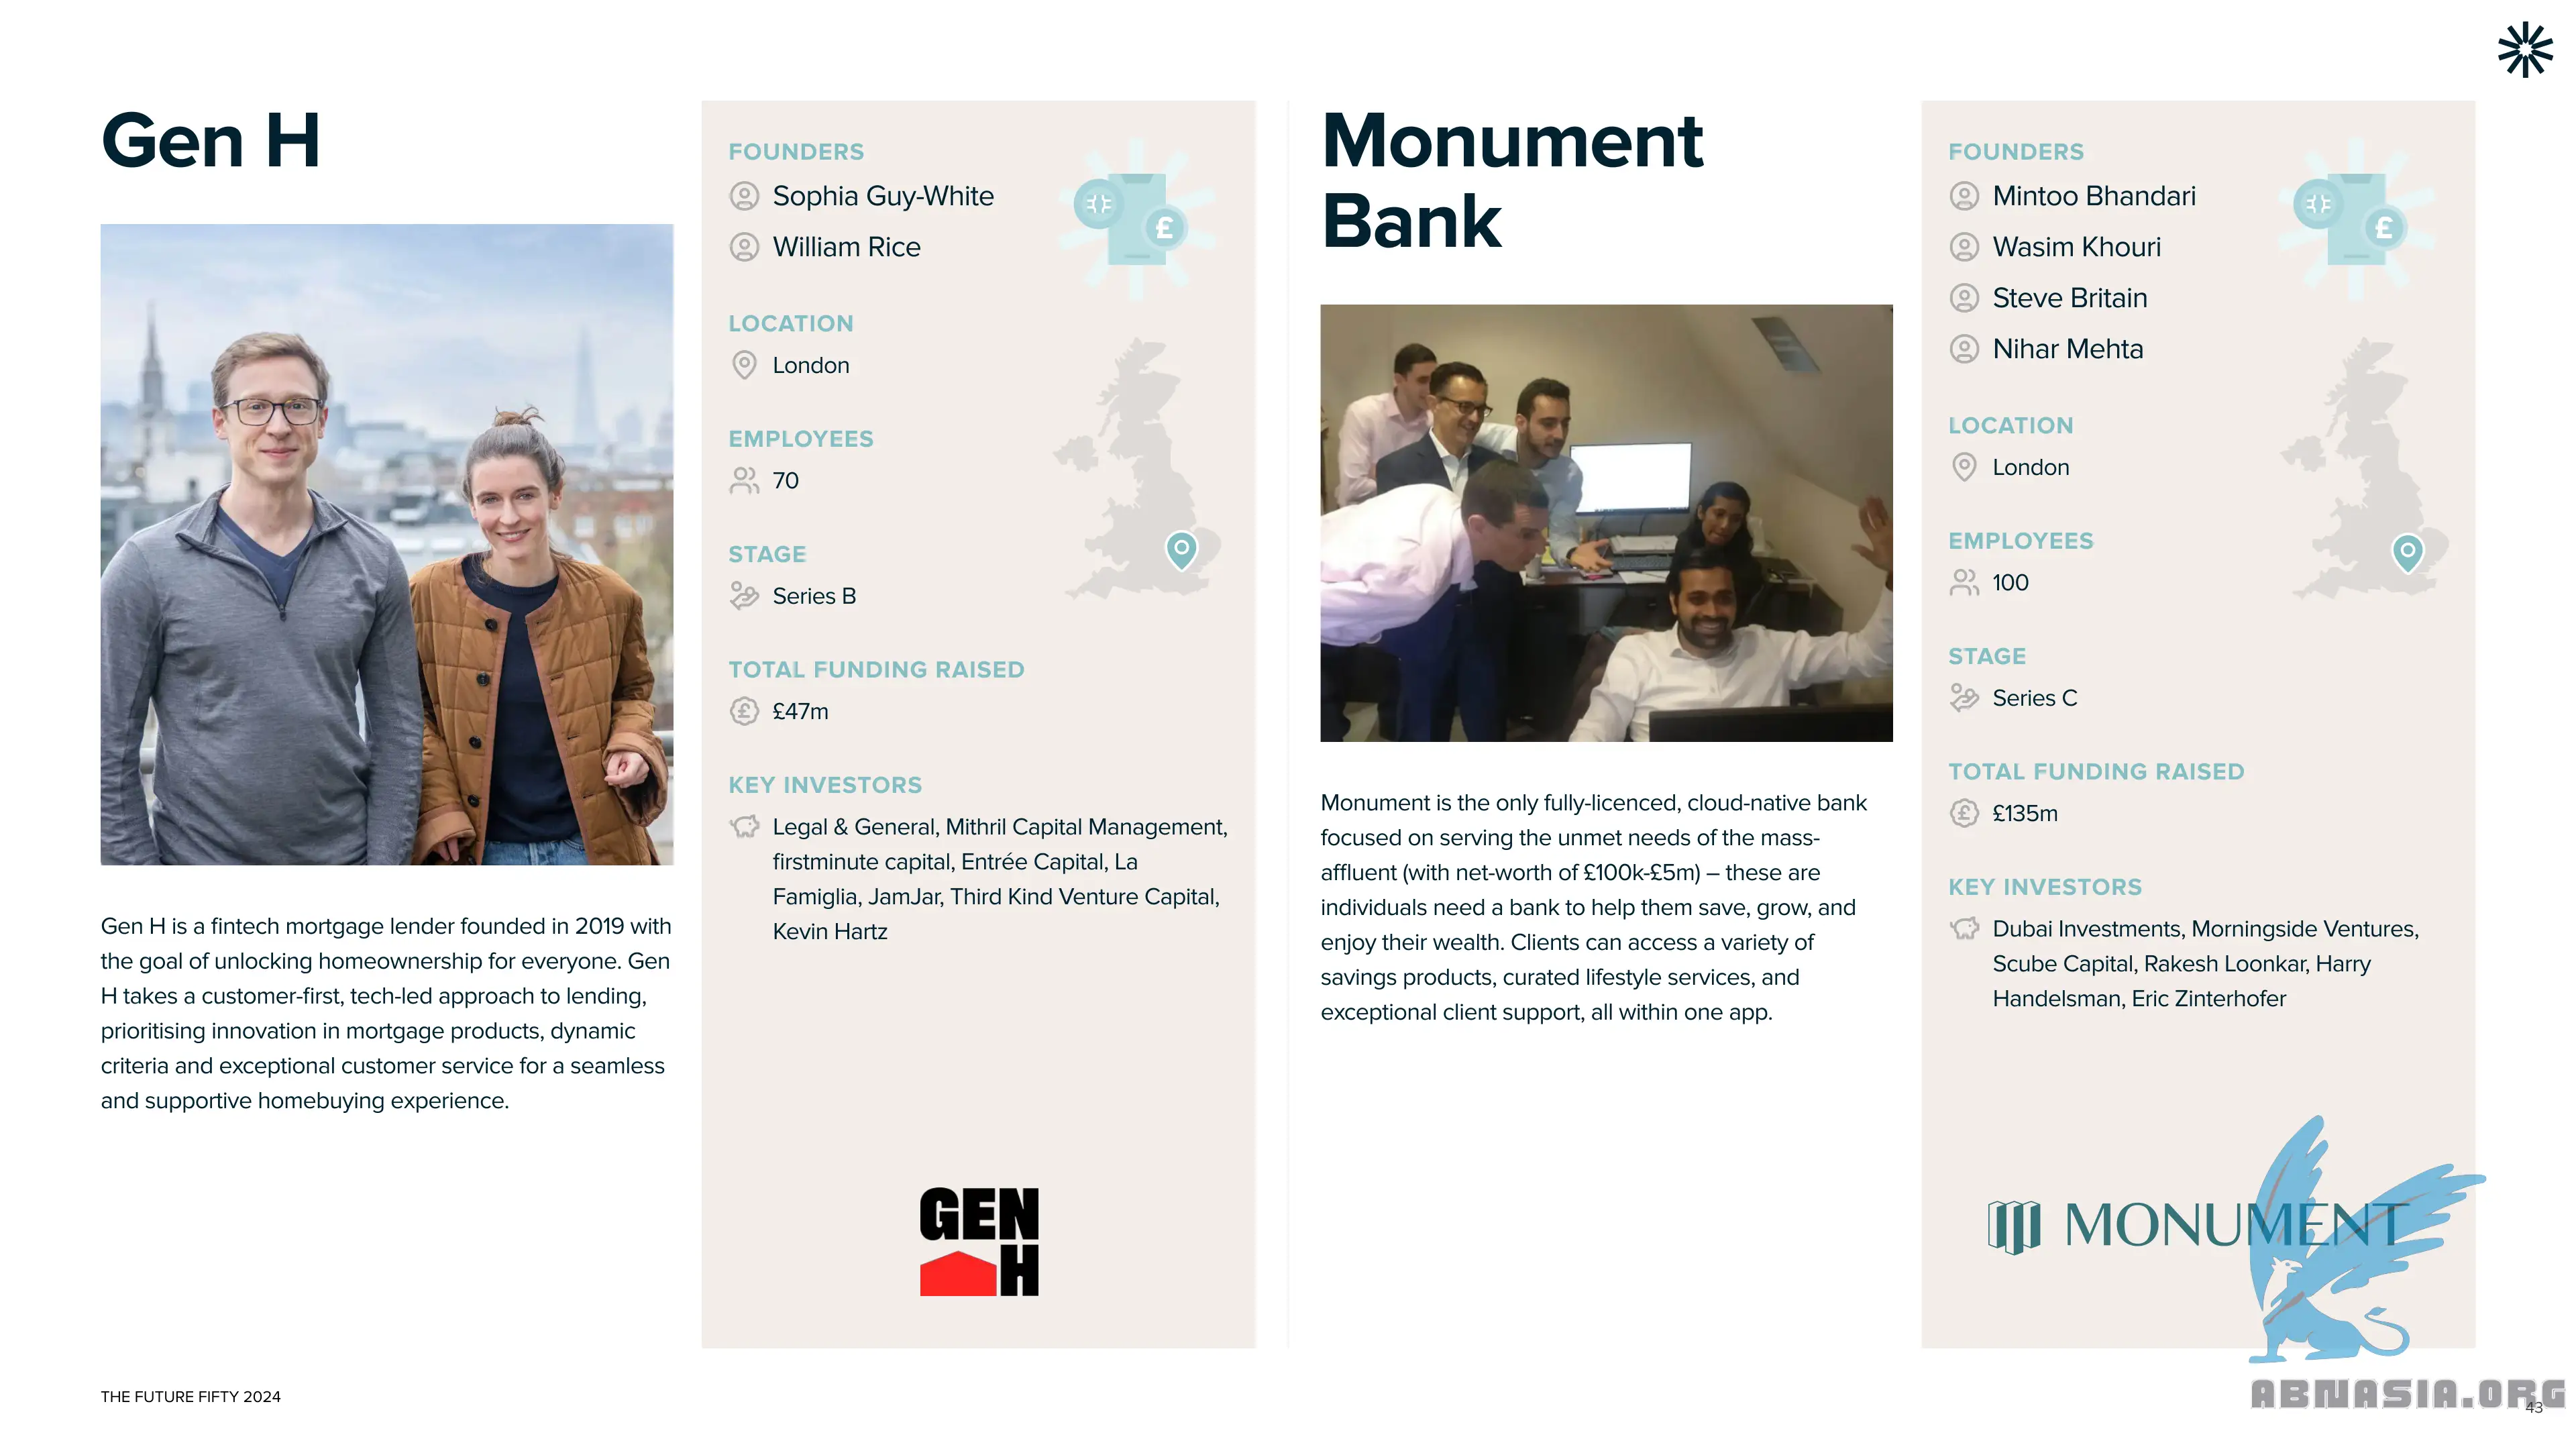 Gen H
Gen H is a fintech mortgage lender founded in 2019 with
the goal of unlocking homeownership for everyone. Gen
H takes a customer-first, tech-led approach to lending,
prioritising innovation in mortgage products, dynamic
criteria and exceptional customer service for a seamless
and supportive homebuying experience.
FOUNDERS
Sophia Guy-White
William Rice
£
LOCATION
London
EMPLOYEES
70
STAGE
Series B
TOTAL FUNDING RAISED
£47m
KEY INVESTORS
Legal & General, Mithril Capital Management,
firstminute capital, Entrée Capital, La
Famiglia, JamJar, Third Kind Venture Capital,
Kevin Hartz
GEN
H
Monument
Bank
Monument is the only fully-licenced, cloud-native bank
focused on serving the unmet needs of the mass-
affluent (with net-worth of £100k-£5m) – these are
individuals need a bank to help them save, grow, and
enjoy their wealth. Clients can access a variety of
savings products, curated lifestyle services, and
exceptional client support, all within one app.
FOUNDERS
Mintoo Bhandari
Wasim Khouri
Steve Britain
Nihar Mehta
£
LOCATION
London
EMPLOYEES
100
STAGE
Series C
TOTAL FUNDING RAISED
£135m
KEY INVESTORS
Dubai Investments, Morningside Ventures,
Scube Capital, Rakesh Loonkar, Harry
Handelsman, Eric Zinterhofer
MONUMENT
THE FUTURE FIFTY 2024
ABNASIA.ORG
43